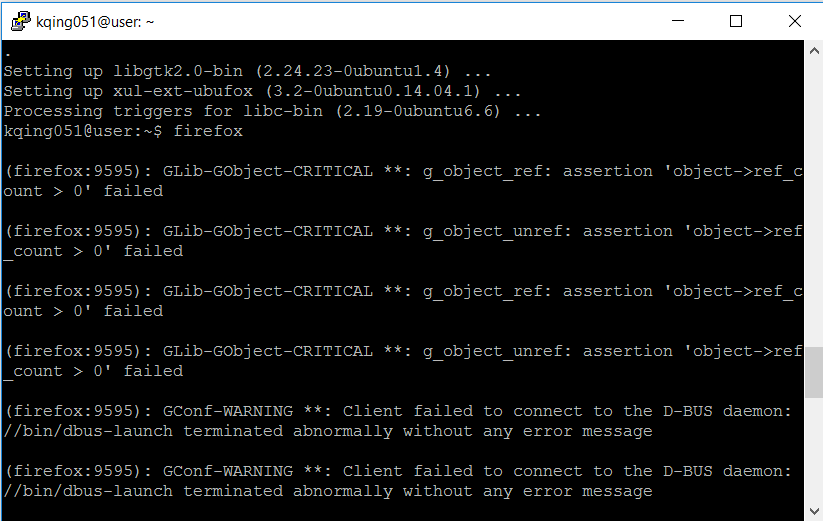 kqing051@user: ~
.
Setting up libgtk2.0-bin (2.24.23-0ubuntu1.4) ...
Setting up xul-ext-ubufox (3.2-0ubuntu0.14.04.1) ...
Processing triggers for libc-bin (2.19-0ubuntu6.6) ...
kqing051@user:~$ firefox
(firefox:9595): GLib-GObject-CRITICAL **: g_object_ref: assertion 'object->ref_c
ount > 0' failed
(firefox:9595): GLib-GObject-CRITICAL **: g_object_unref: assertion 'object->ref
_count > 0' failed
(firefox:9595): GLib-GObject-CRITICAL **: g_object_ref: assertion 'object->ref_c
ount > 0' failed
(firefox:9595): GLib-GObject-CRITICAL **: g_object_unref: assertion 'object->ref
_count > 0' failed
(firefox:9595): GConf-WARNING **: Client failed to connect to the D-BUS daemon:
//bin/dbus-launch terminated abnormally without any error message
(firefox:9595): GConf-WARNING **: Client failed to connect to the D-BUS daemon:
//bin/dbus-launch terminated abnormally without any error message